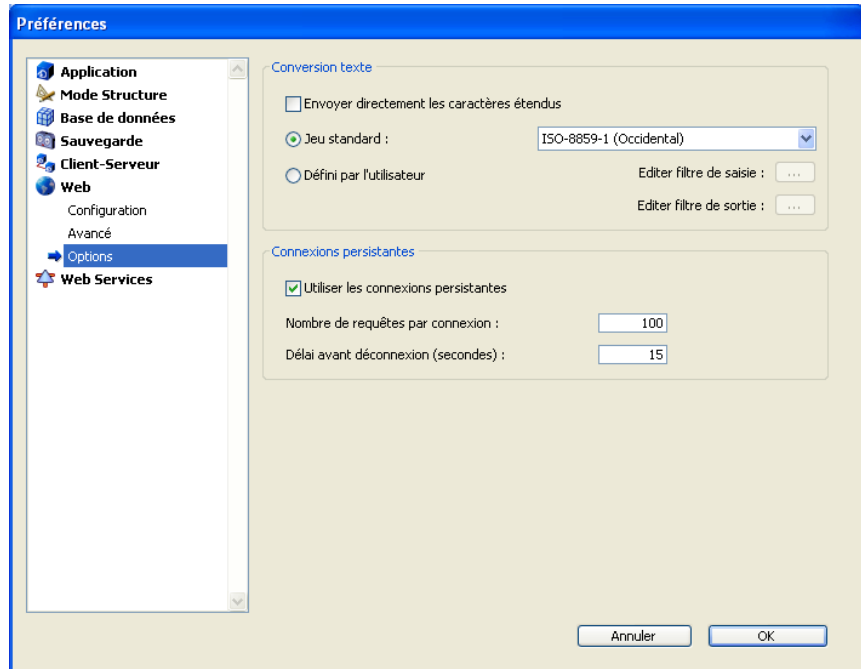 Préférences
Application
Mode Structure
Base de données
Sauvegarde
Client-Serveur
Web
Configuration
Avancé
Options
Web Services
Conversion texte
Envoyer directement les caractères étendus
Jeu standard : ISO-8859-1 (Occidental)
Défini par l'utilisateur Editer filtre de saisie : ...
Editer filtre de sortie : ...
Connexions persistantes
Utiliser les connexions persistantes
Nombre de requêtes par connexion : 100
Délai avant déconnexion (secondes) : 15
Annuler OK